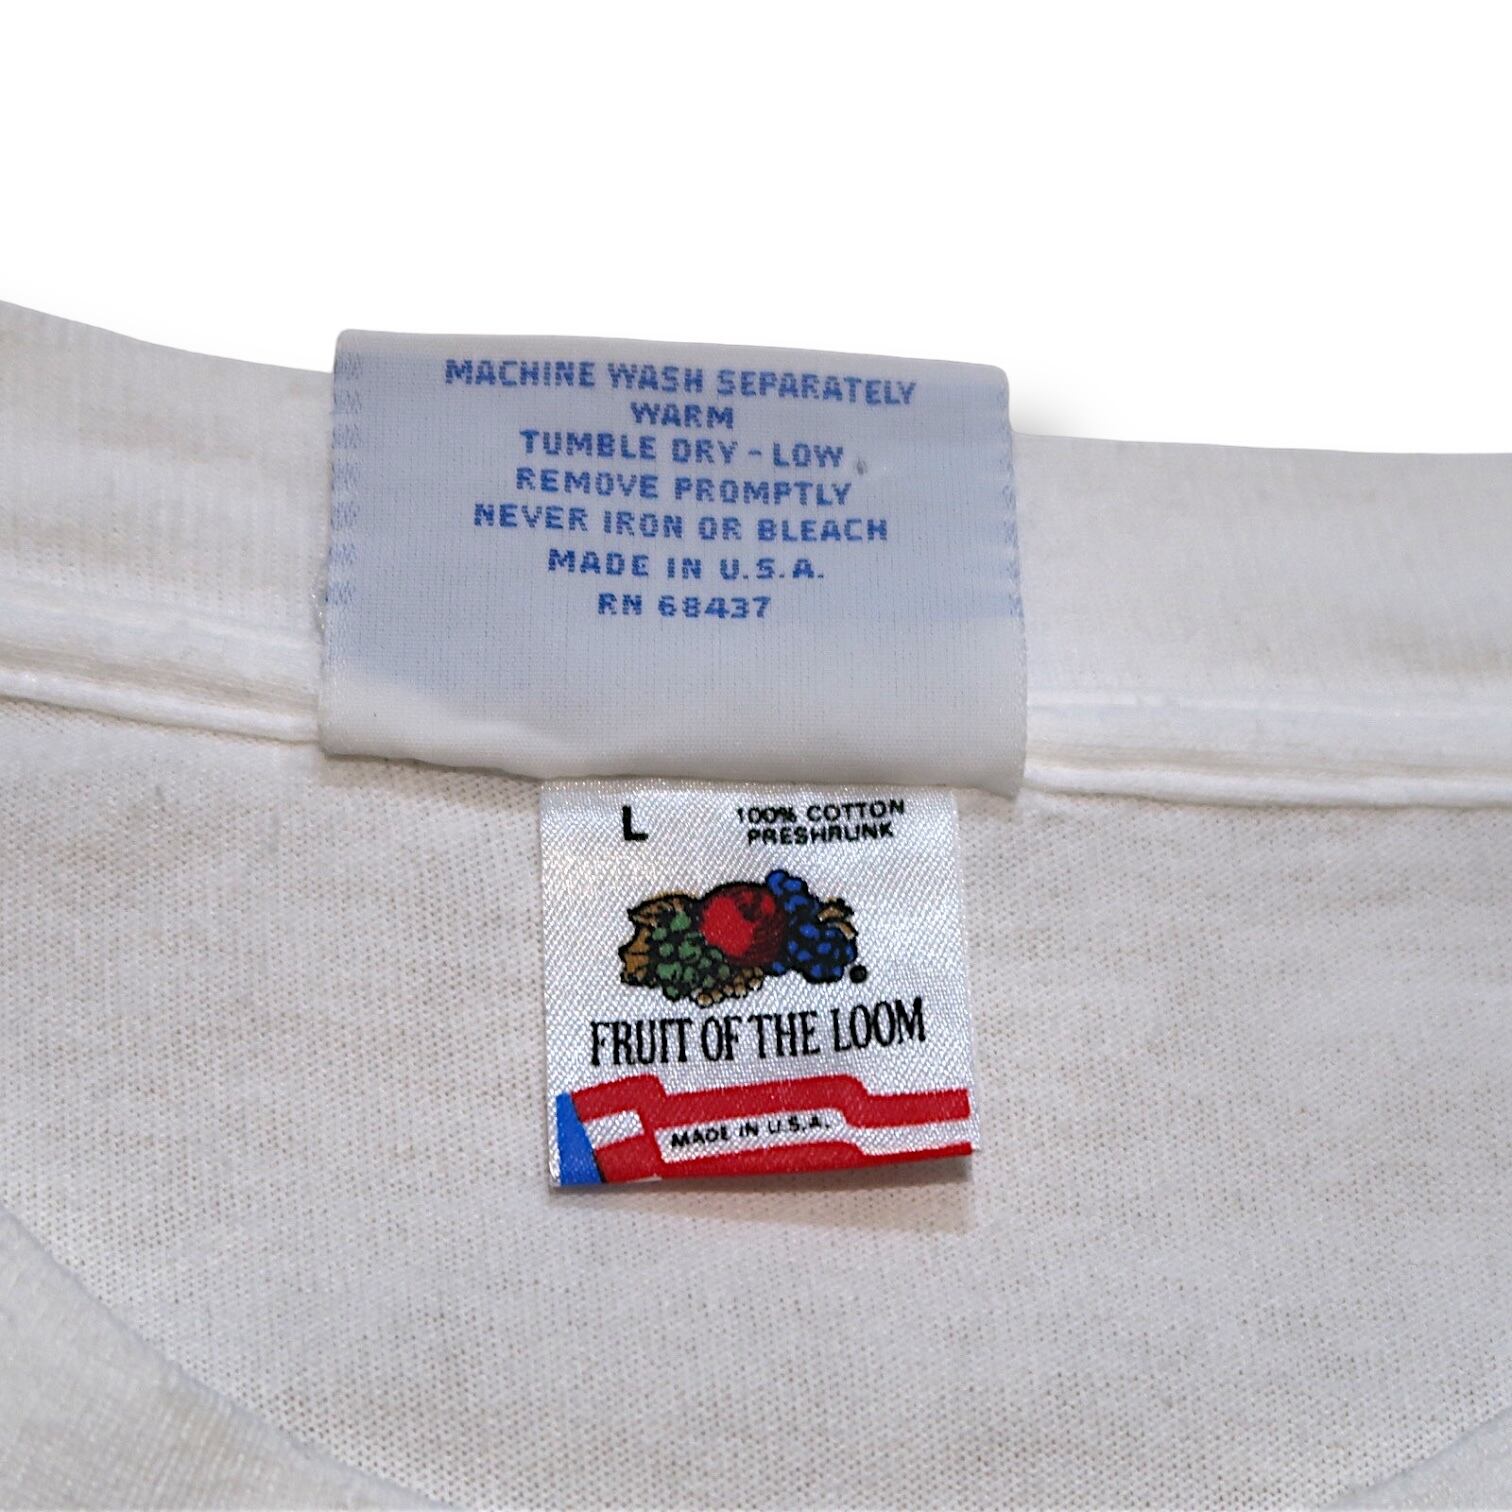 MACHINE WASH SEPARATELY
WARM
TUMBLE DRY - LOW
REMOVE PROMPTLY
NEVER IRON OR BLEACH
MADE IN U.S.A.
RN 68437
L
100% COTTON
PRESHRUNK
FRUIT OF THE LOOM
MADE IN U.S.A.